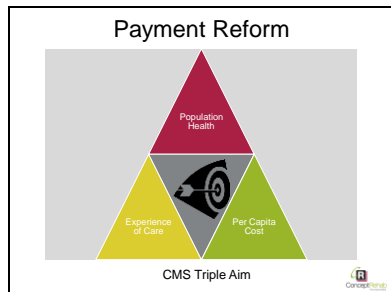 Payment Reform
Population
Health
Experience
of Care
Per Capita
Cost
CMS Triple Aim
ConceptRehab